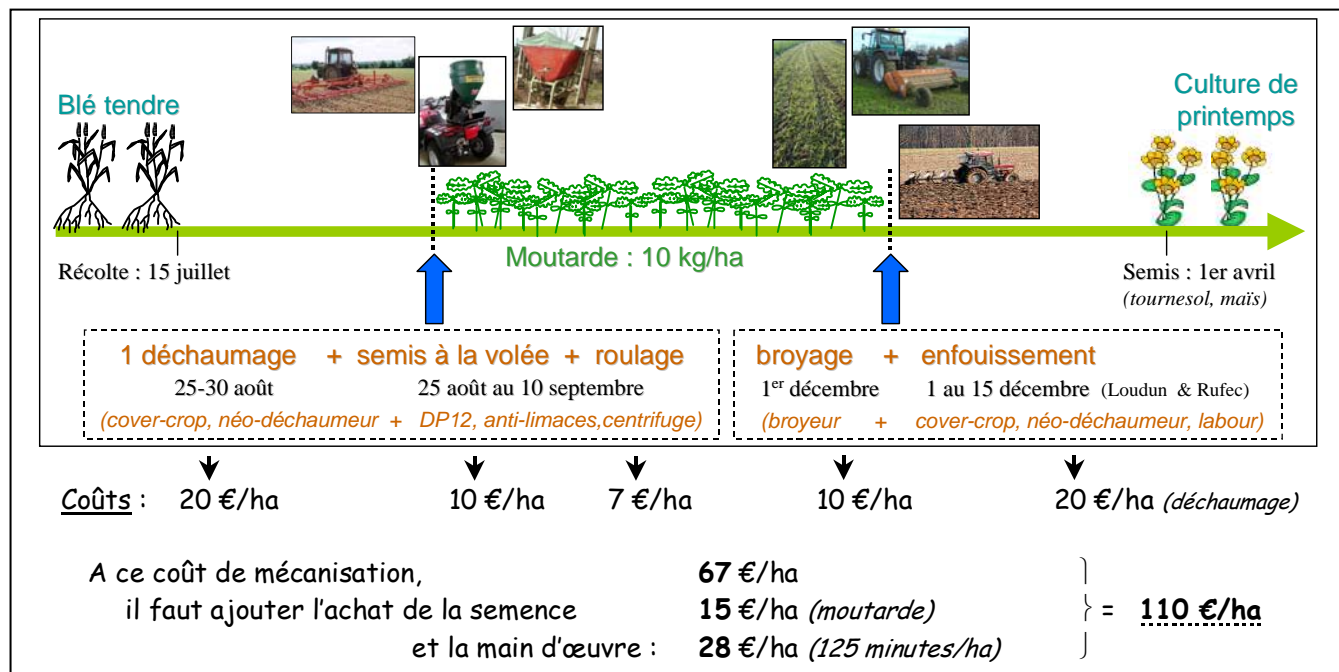 Blé tendre
Culture de
printemps
Moutarde : 10 kg/ha
Récolte : 15 juillet
Semis : 1er avril
(tournesol, maïs)
1 déchaumage + semis à la volée + roulage
25-30 août 25 août au 10 septembre
(cover-crop, néo-déchaumeur + DP12, anti-limaces,centrifuge)
broyage + enfouissement
1er décembre 1 au 15 décembre (Loudun & Rufec)
(broyeur + cover-crop, néo-déchaumeur, labour)
Coûts : 20 €/ha 10 €/ha 7 €/ha 10 €/ha 20 €/ha (déchaumage)
A ce coût de mécanisation, 67 €/ha
il faut ajouter l'achat de la semence 15 €/ha (moutarde) = 110 €/ha
et la main d'œuvre : 28 €/ha (125 minutes/ha)